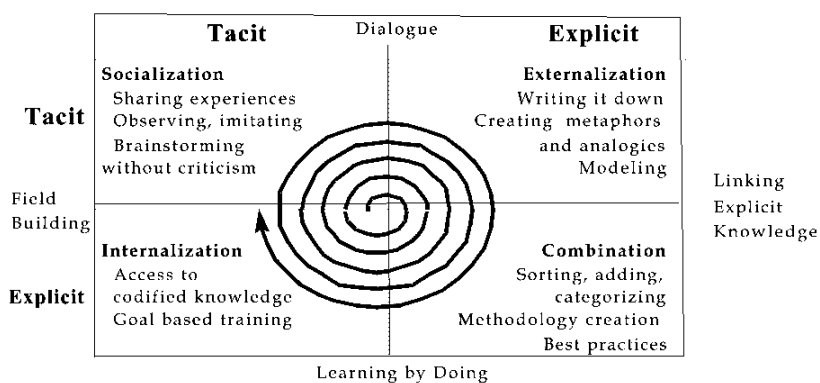 Tacit
Dialogue
Explicit
Tacit
Socialization
Sharing experiences
Observing, imitating
Brainstorming
without criticism
Externalization
Writing it down
Creating metaphors
and analogies
Modeling
Field
Building
Linking
Explicit
Knowledge
Explicit
Internalization
Access to
codified knowledge
Goal based training
Combination
Sorting, adding,
categorizing
Methodology creation
Best practices
Learning by Doing